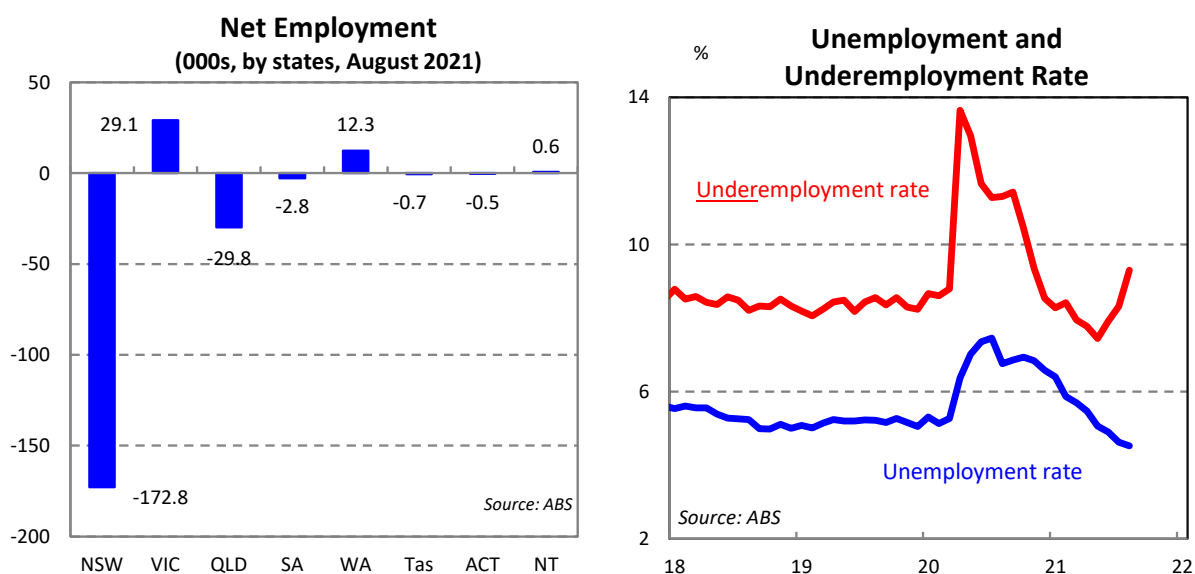 Net Employment
(000s, by states, August 2021)
50
0
-50
-100
-150
-200
29.1
12.3
0.6
-2.8
-0.7
-0.5
-29.8
-172.8
Source: ABS
NSW VIC QLD SA WA Tas ACT NT
Unemployment and
Underemployment Rate
%
14
10
6
2
Underemployment rate
Unemployment rate
Source: ABS
18 19 20 21 22